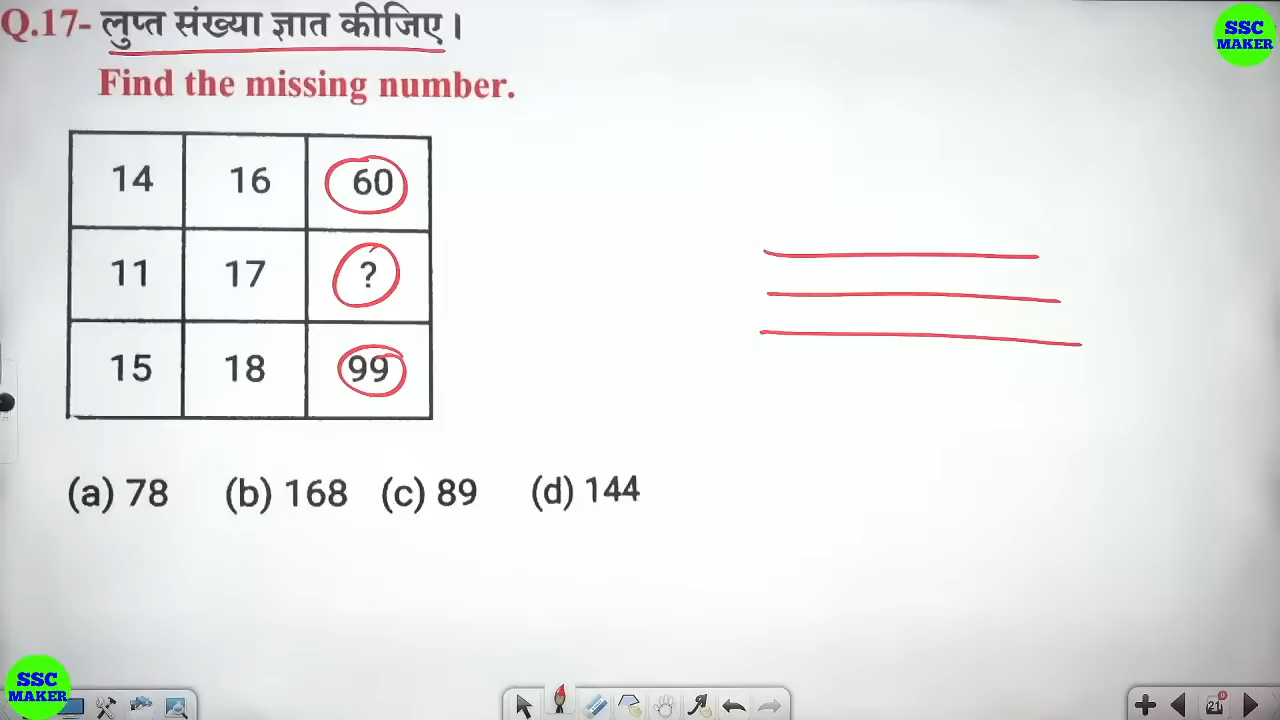 Q.17- लुप्त संख्या ज्ञात कीजिए।
SSC
MAKER
Find the missing number.
14 16 60
11 17 ?
15 18 99
(a) 78 (b) 168 (c) 89 (d) 144
SSC
MAKER
21